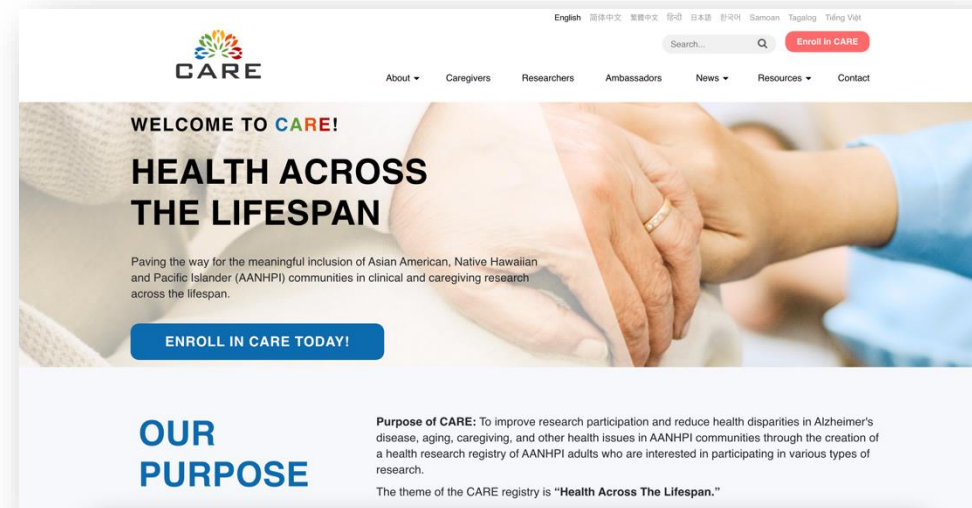 English 简体中文 繁體中文 हिन्दी 日本語 한국어 Samoan Tagalog Tiếng Việt
CARE
Search...
Enroll in CARE
About Caregivers Researchers Ambassadors News Resources Contact
WELCOME TO CARE!
HEALTH ACROSS
THE LIFESPAN
Paving the way for the meaningful inclusion of Asian American, Native Hawaiian
and Pacific Islander (AANHPI) communities in clinical and caregiving research
across the lifespan.
ENROLL IN CARE TODAY!
OUR
PURPOSE
Purpose of CARE: To improve research participation and reduce health disparities in Alzheimer's
disease, aging, caregiving, and other health issues in AANHPI communities through the creation of
a health research registry of AANHPI adults who are interested in participating in various types of
research.
The theme of the CARE registry is “Health Across The Lifespan.”